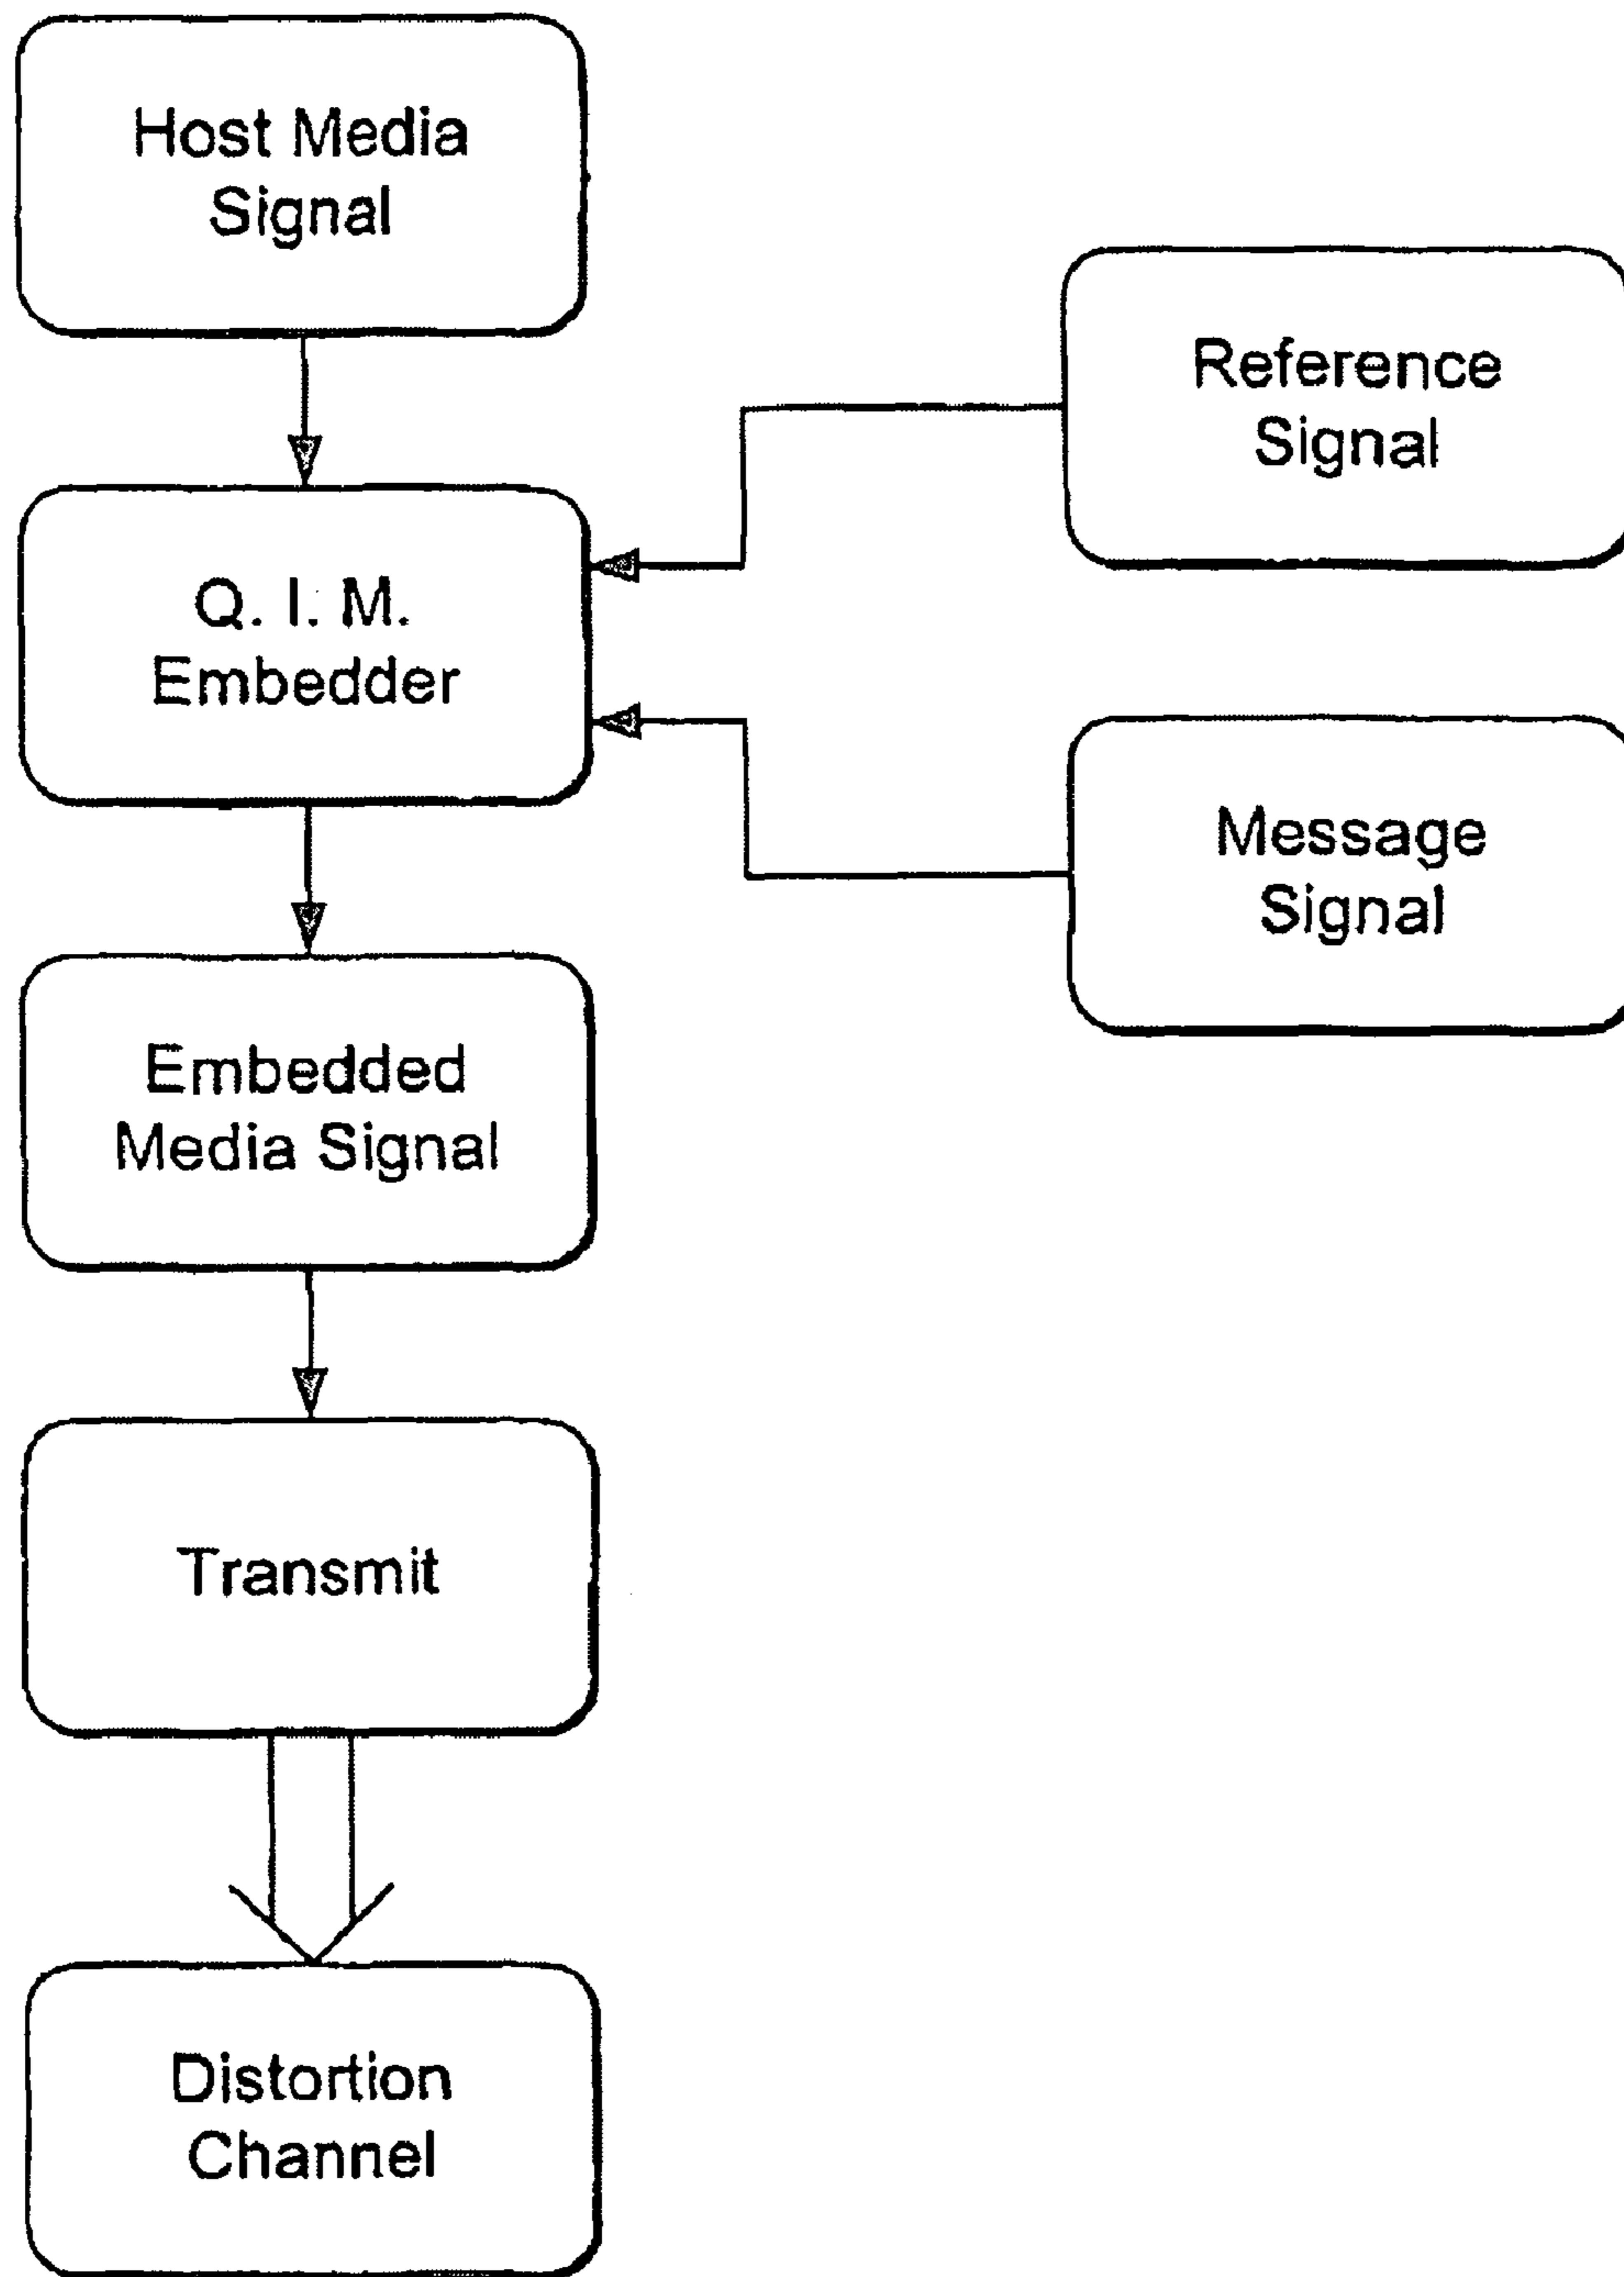 Host Media
Signal
Reference
Signal
Q. I. M.
Embedder
Message
Signal
Embedded
Media Signal
Transmit
Distortion
Channel